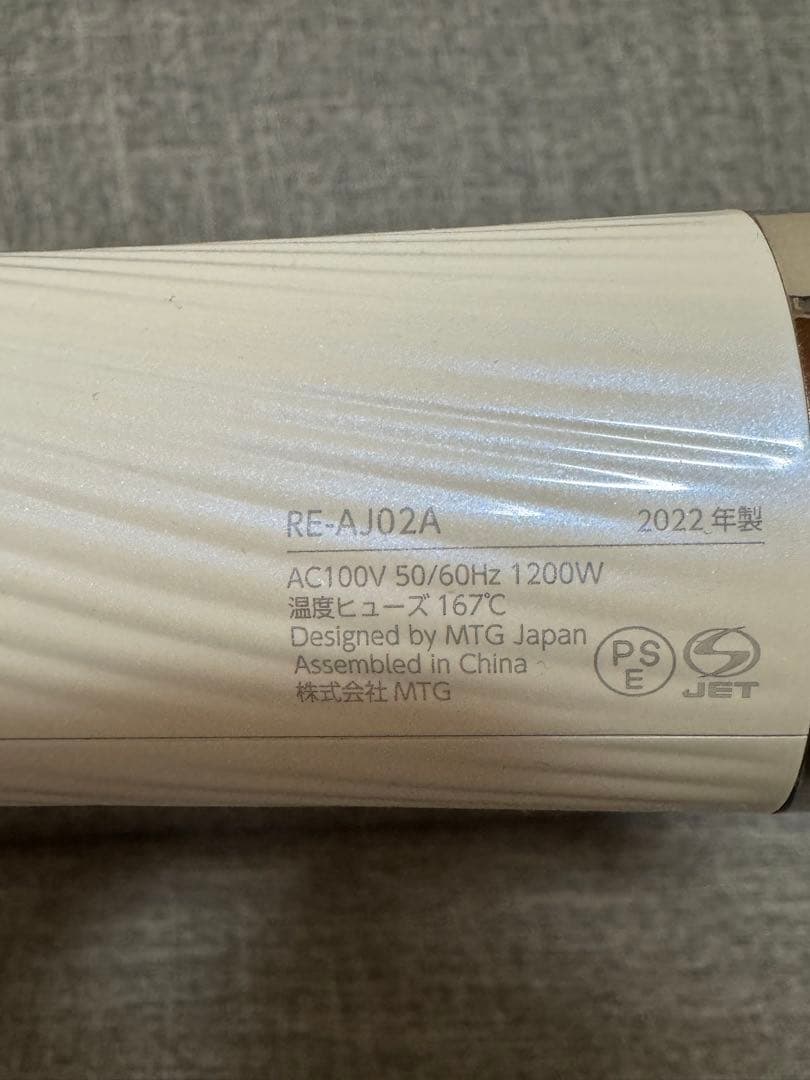 RE-AJ02A 2022年製
AC100V 50/60Hz 1200W
温度ヒューズ 167℃
Designed by MTG Japan
Assembled in China
株式会社 MTG
PS
E
JET